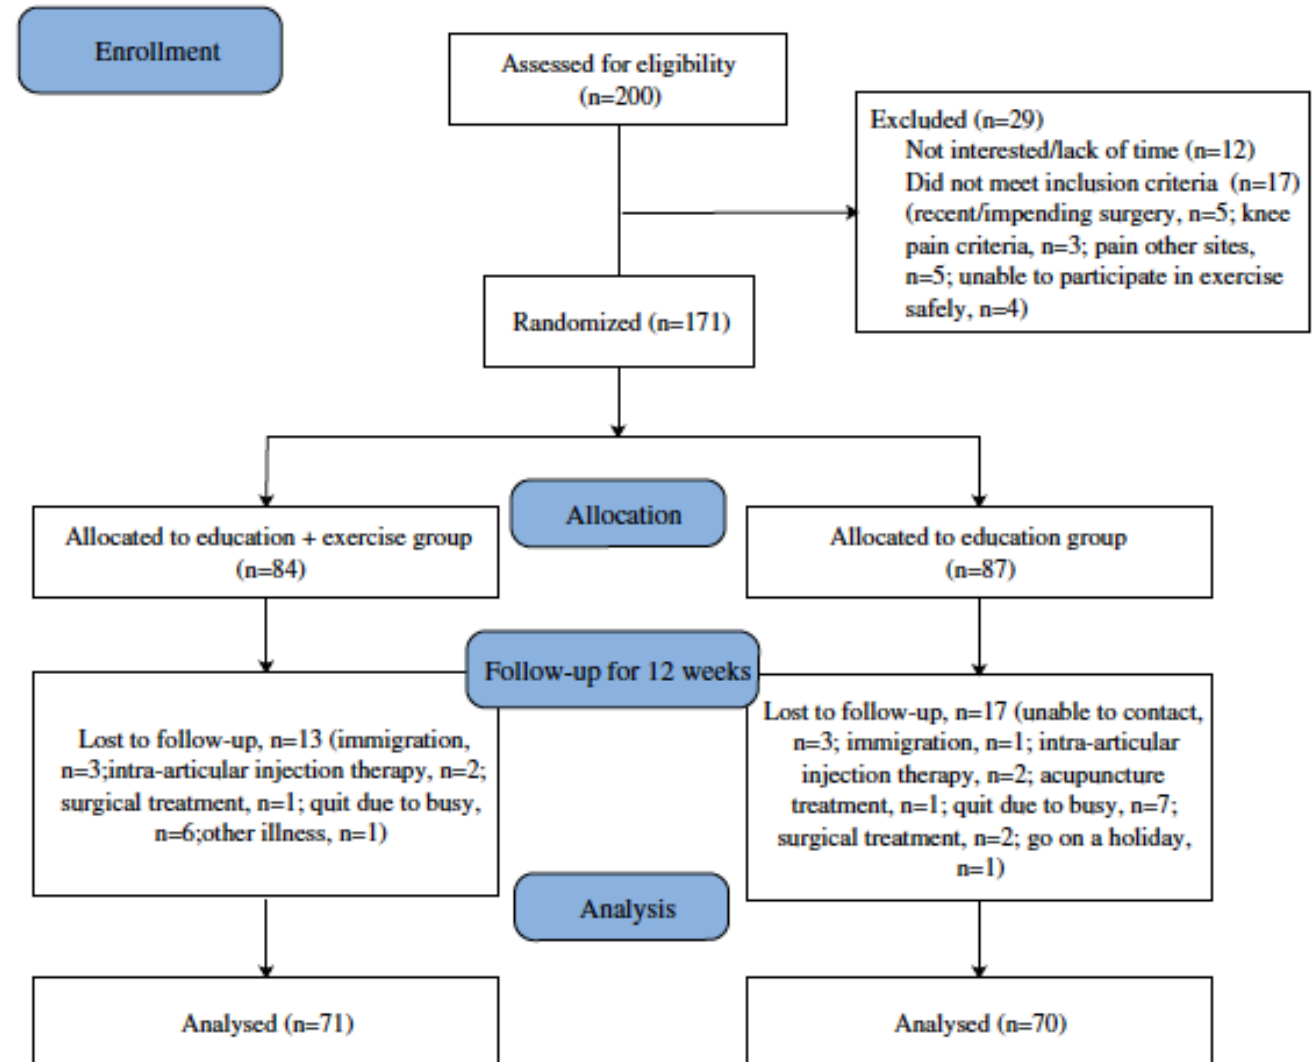 Enrollment
Assessed for eligibility
(n=200)
Excluded (n=29)
Not interested/lack of time (n=12)
Did not meet inclusion criteria (n=17)
(recent/impending surgery, n=5; knee
pain criteria, n=3; pain other sites,
n=5; unable to participate in exercise
safely, n=4)
Randomized (n=171)
Allocation
Allocated to education + exercise group
(n=84)
Allocated to education group
(n=87)
Follow-up for 12 weeks
Lost to follow-up, n=13 (immigration,
n=3;intra-articular injection therapy, n=2;
surgical treatment, n=1; quit due to busy,
n=6;other illness, n=1)
Lost to follow-up, n=17 (unable to contact,
n=3; immigration, n=1; intra-articular
injection therapy, n=2; acupuncture
treatment, n=1; quit due to busy, n=7;
surgical treatment, n=2; go on a holiday,
n=1)
Analysis
Analysed (n=71)
Analysed (n=70)